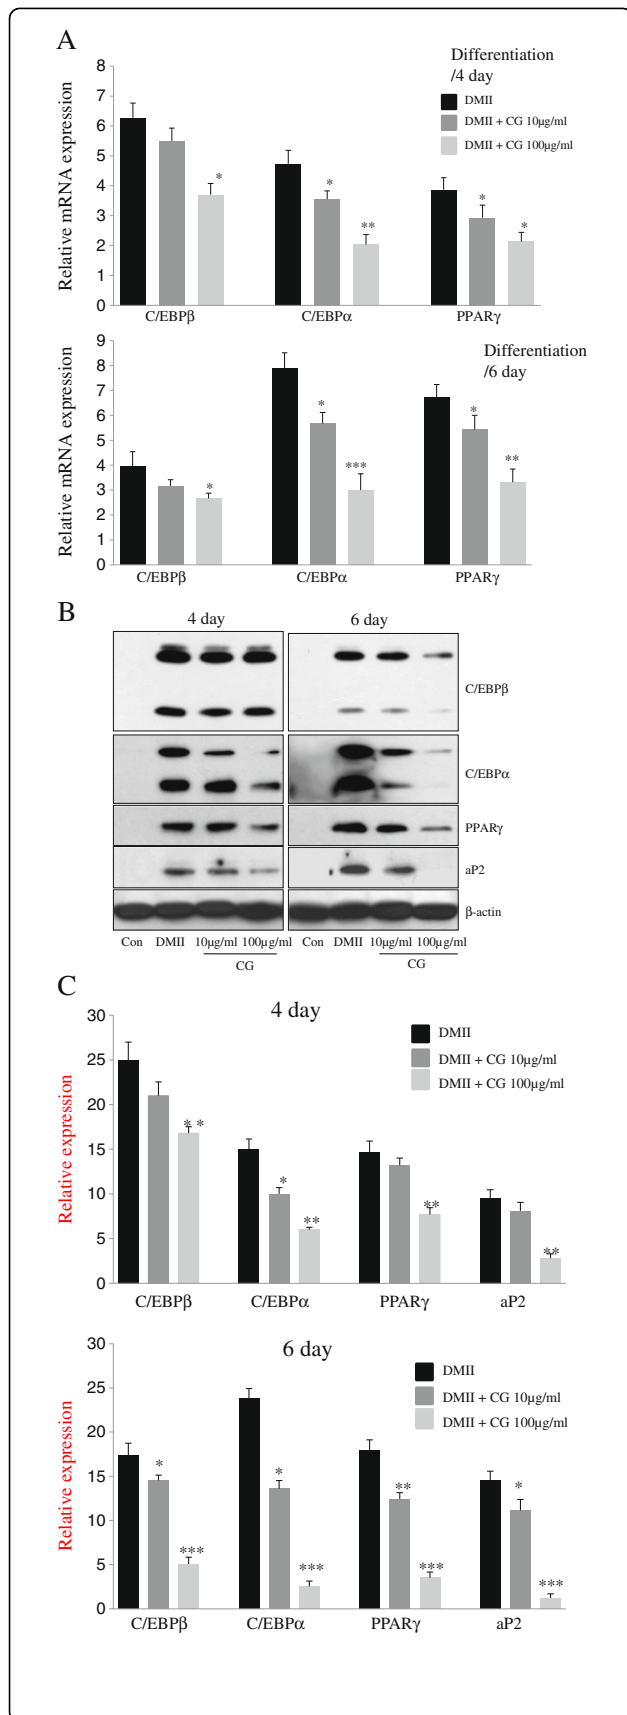 A
Differentiation
/4 day
DMII
DMII + CG 10µg/ml
DMII + CG 100µg/ml
Relative mRNA expression
8
7
6
5
4
3
2
1
0
*
* **
* *
C/EBPβ C/EBPα PPARγ
Differentiation
/6 day
Relative mRNA expression
9
8
7
6
5
4
3
2
1
0
*
* ***
* **
C/EBPβ C/EBPα PPARγ
B
4 day 6 day
C/EBPβ
C/EBPα
PPARγ
aP2
β-actin
Con DMII 10µg/ml 100µg/ml Con DMII 10µg/ml 100µg/ml
CG CG
C
4 day
DMII
DMII + CG 10µg/ml
DMII + CG 100µg/ml
Relative expression
30
25
20
15
10
5
0
* *
* **
**
**
C/EBPβ C/EBPα PPARγ aP2
6 day
DMII
DMII + CG 10µg/ml
DMII + CG 100µg/ml
Relative expression
30
25
20
15
10
5
0
* ***
* ***
** ***
* ***
C/EBPβ C/EBPα PPARγ aP2